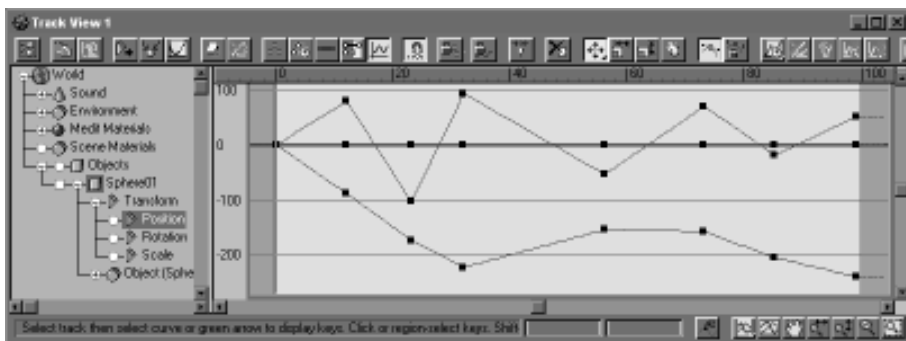 Track View 1
World
Sound
Environment
Medit Materials
Scene Materials
Objects
Sphere01
Transform
Position
Rotation
Scale
Object (Sphe
0 20 40 60 80 100
100
0
-100
-200
Select track then select curve or green arrow to display keys. Click or region-select keys. Shift